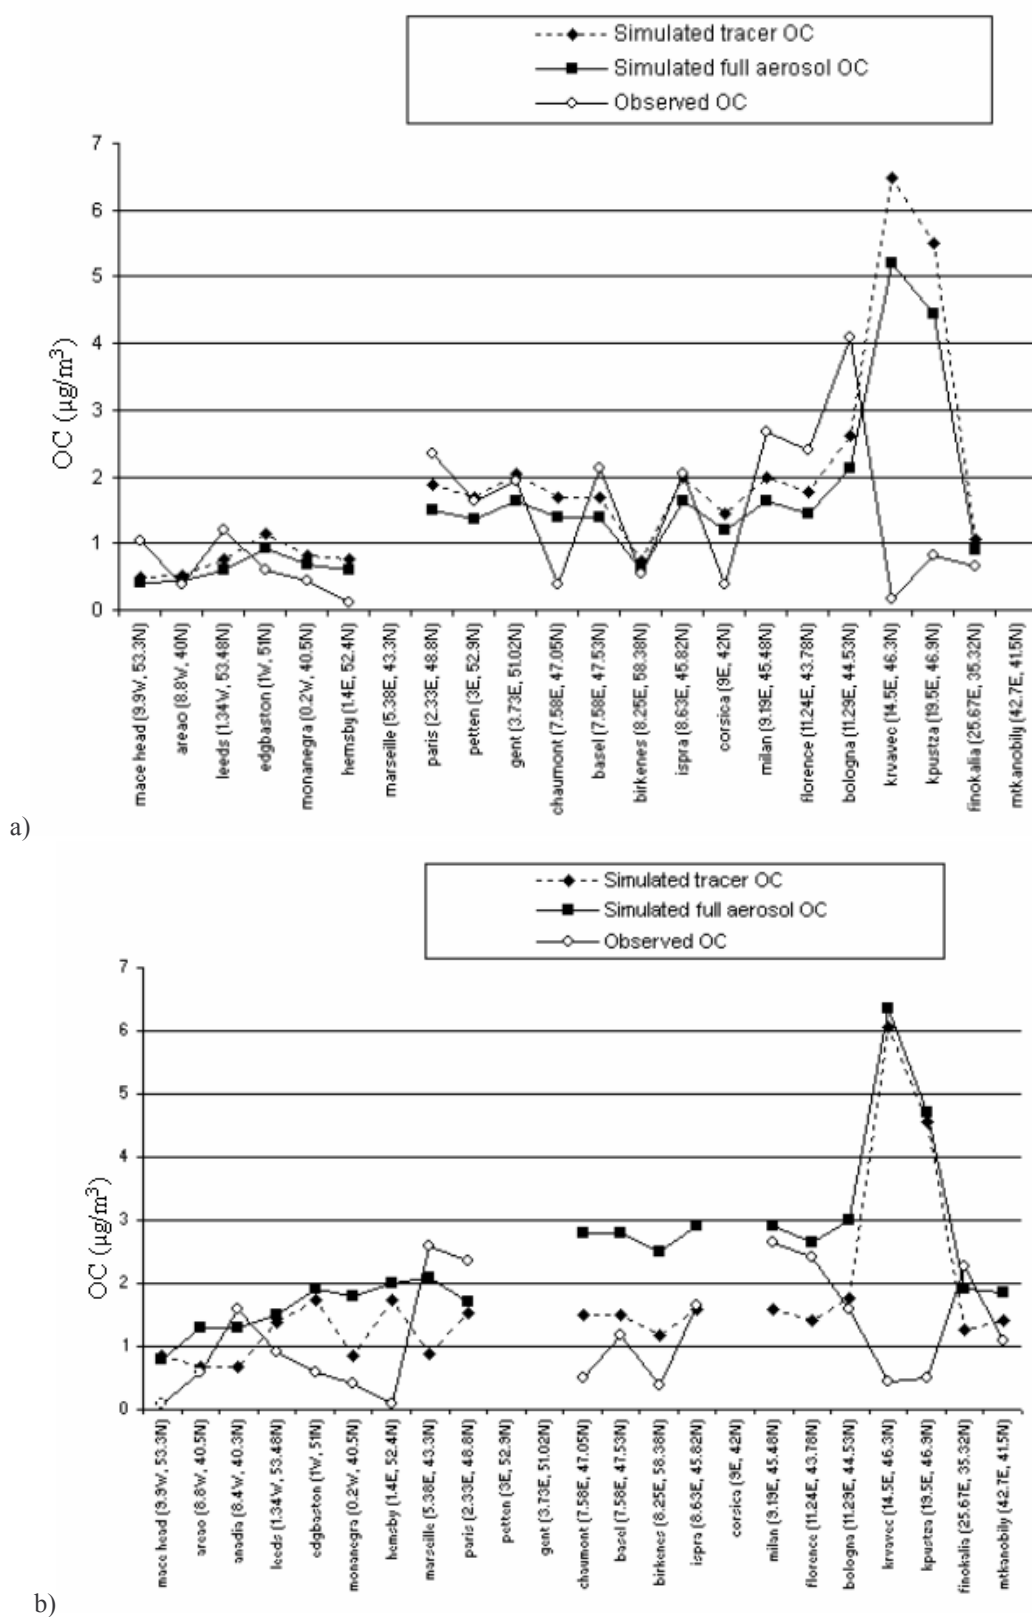 a)
Simulated tracer OC
Simulated full aerosol OC
Observed OC
OC (µg/m³)
7
6
5
4
3
2
1
0
mace head (9.9W, 53.3N)
areao (8.8W, 40N)
leeds (1.34W, 53.48N)
edgbaston (1W, 51N)
monanegra (0.2W, 40.5N)
hemsby (1.4E, 52.4N)
marseille (5.38E, 43.3N)
paris (2.33E, 48.8N)
petten (3E, 52.9N)
gent (3.73E, 51.02N)
chaumont (7.58E, 47.05N)
basel (7.58E, 47.53N)
birkenes (8.25E, 58.38N)
ispra (8.63E, 45.82N)
corsica (9E, 42N)
milan (9.19E, 45.48N)
florence (11.24E, 43.78N)
bologna (11.29E, 44.53N)
krvavec (14.5E, 46.3N)
kpustza (19.5E, 46.9N)
finokalia (25.67E, 35.32N)
mtkanobily (42.7E, 41.5N)
b)
Simulated tracer OC
Simulated full aerosol OC
Observed OC
OC (µg/m³)
7
6
5
4
3
2
1
0
mace head (9.9W, 53.3N)
areao (8.8W, 40.5N)
anadia (8.4W, 40.3N)
leeds (1.34W, 53.48N)
edgbaston (1W, 51N)
monanegra (0.2W, 40.5N)
hemsby (1.4E, 52.4N)
marseille (5.38E, 43.3N)
paris (2.33E, 48.8N)
petten (3E, 52.9N)
gent (3.73E, 51.02N)
chaumont (7.58E, 47.05N)
basel (7.58E, 47.53N)
birkenes (8.25E, 58.38N)
ispra (8.63E, 45.82N)
corsica (9E, 42N)
milan (9.19E, 45.48N)
florence (11.24E, 43.78N)
bologna (11.29E, 44.53N)
krvavec (14.5E, 46.3N)
kpustza (19.5E, 46.9N)
finokalia (25.67E, 35.32N)
mtkanobily (42.7E, 41.5N)